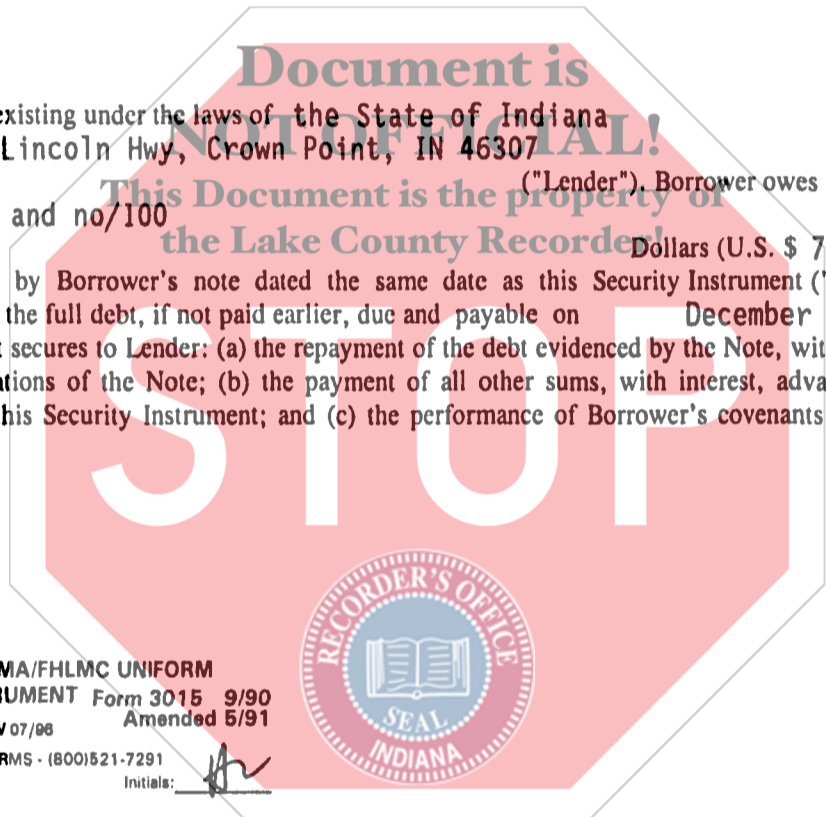 Document is
existing under the laws of the State of Indiana
NOT OFFICIAL!
Lincoln Hwy, Crown Point, IN 46307
This Document is the property of
("Lender"). Borrower owes
and no/100
the Lake County Recorder!
Dollars (U.S. $ 7
by Borrower's note dated the same date as this Security Instrument ("
the full debt, if not paid earlier, due and payable on December
secures to Lender: (a) the repayment of the debt evidenced by the Note, wit
ations of the Note; (b) the payment of all other sums, with interest, adva
his Security Instrument; and (c) the performance of Borrower's covenants
STOP
RECORDER'S OFFICE
SEAL
INDIANA
MA/FHLMC UNIFORM
UMENT Form 3015 9/90
Amended 5/91
07/96
RMS - (800)521-7291
Initials: